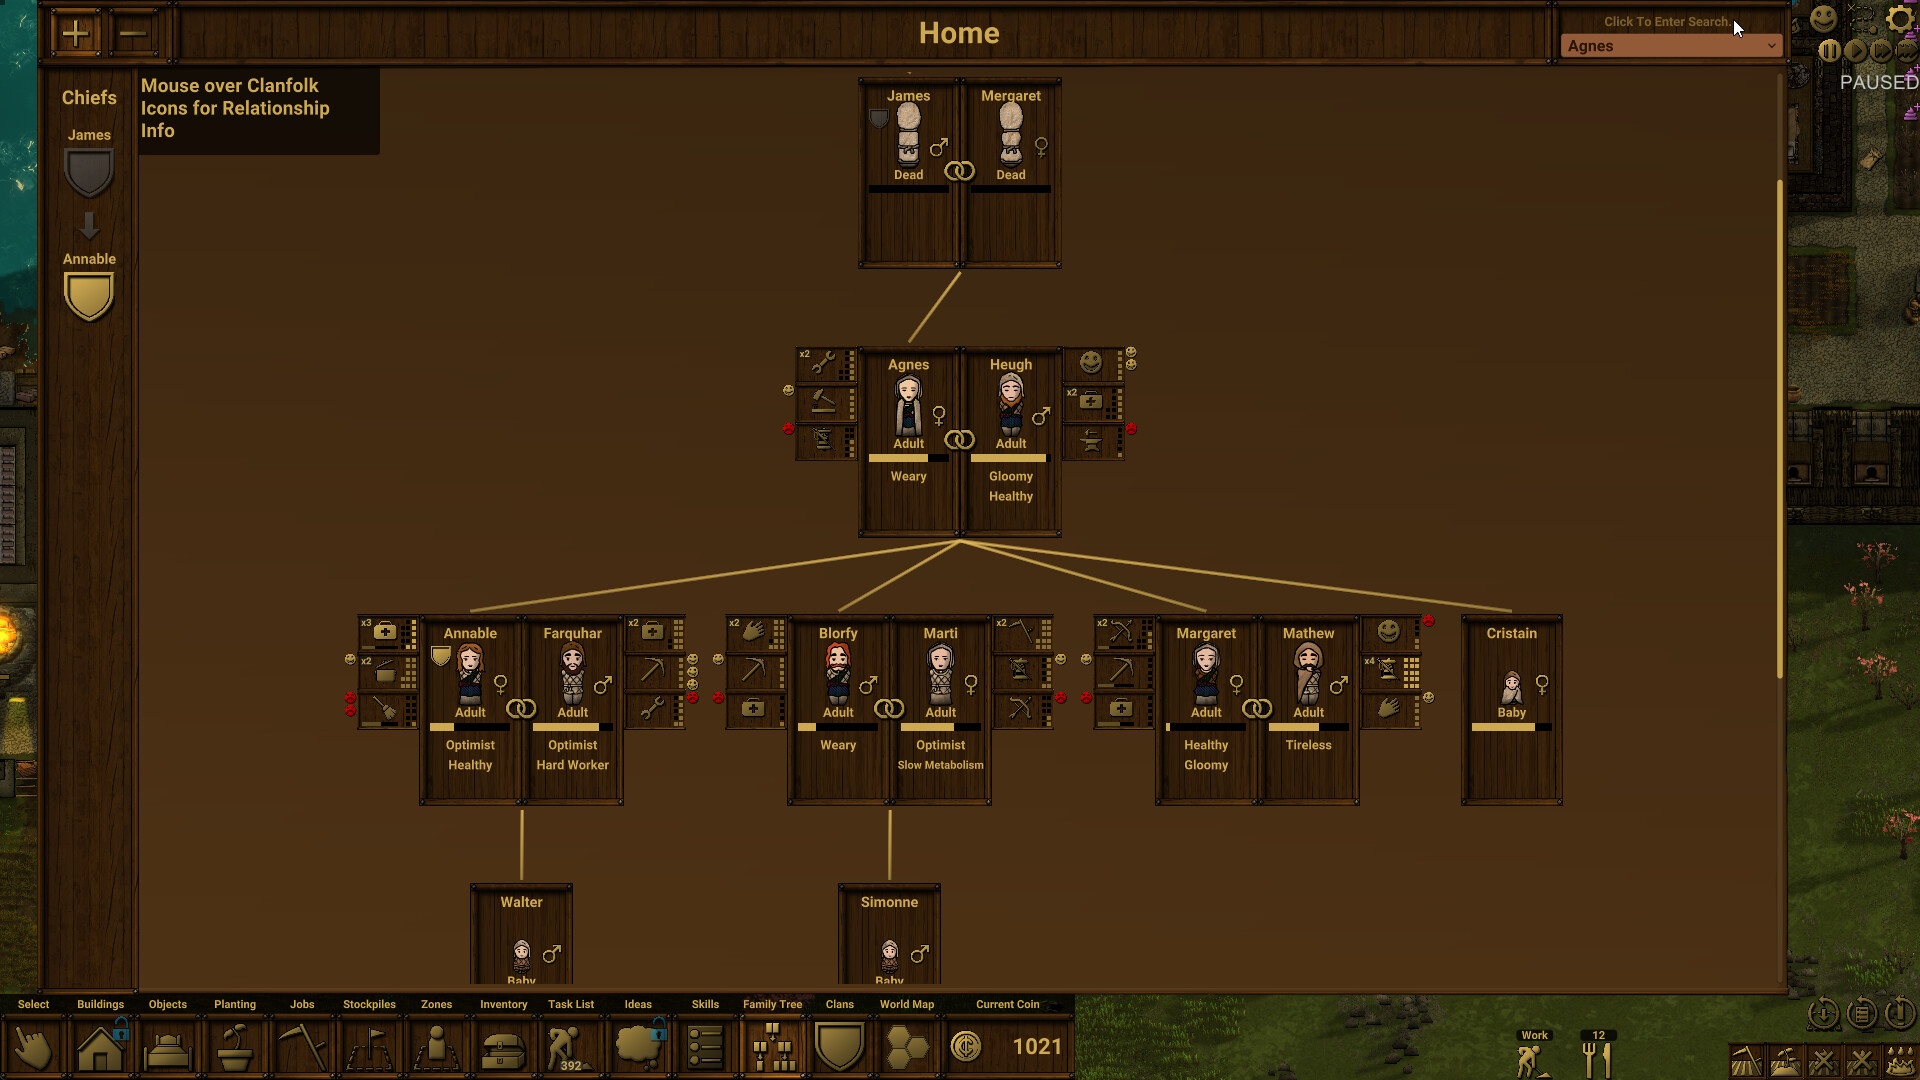 Home
Click To Enter Search.
Agnes
PAUSED
Chiefs
James
Annable
Mouse over Clanfolk
Icons for Relationship
Info
James
Mergaret
Dead
Dead
x2
Agnes
Heugh
x2
Adult
Adult
Weary
Gloomy
Healthy
x3
Annable
Farquhar
x2
x2
Adult
Adult
Optimist
Optimist
Healthy
Hard Worker
x2
Blorfy
Marti
x2
Adult
Adult
Weary
Optimist
Slow Metabolism
x2
Margaret
Mathew
x4
Adult
Adult
Healthy
Tireless
Gloomy
Cristain
Baby
Walter
Baby
Simonne
Baby
Select
Buildings
Objects
Planting
Jobs
Stockpiles
Zones
Inventory
Task List
Ideas
Skills
Family Tree
Clans
World Map
Current Coin
392
1021
Work
12